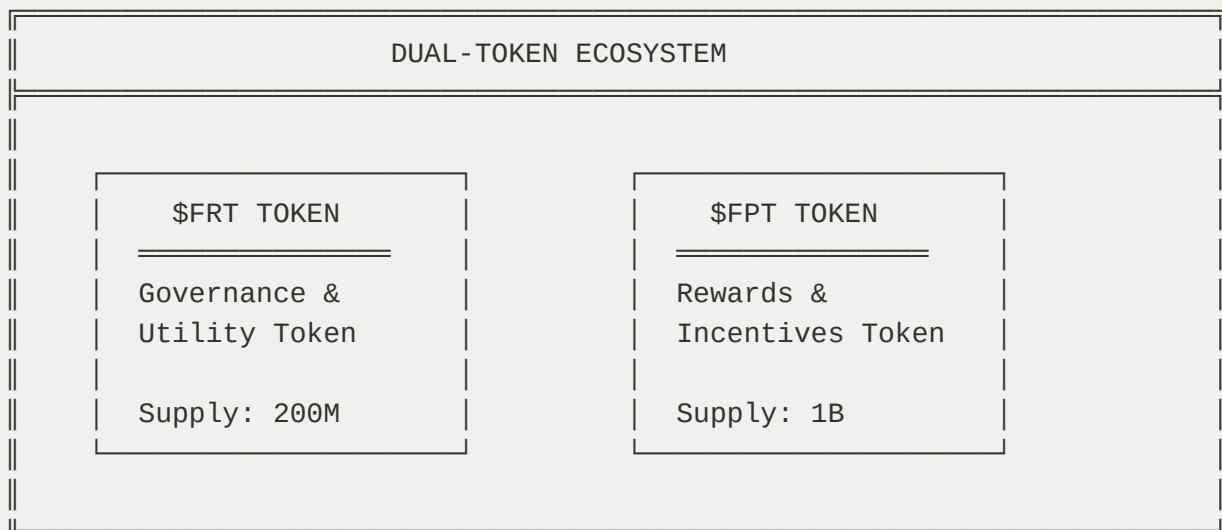 DUAL-TOKEN ECOSYSTEM
$FRT TOKEN $FPT TOKEN
Governance & Rewards &
Utility Token Incentives Token
Supply: 200M Supply: 1B